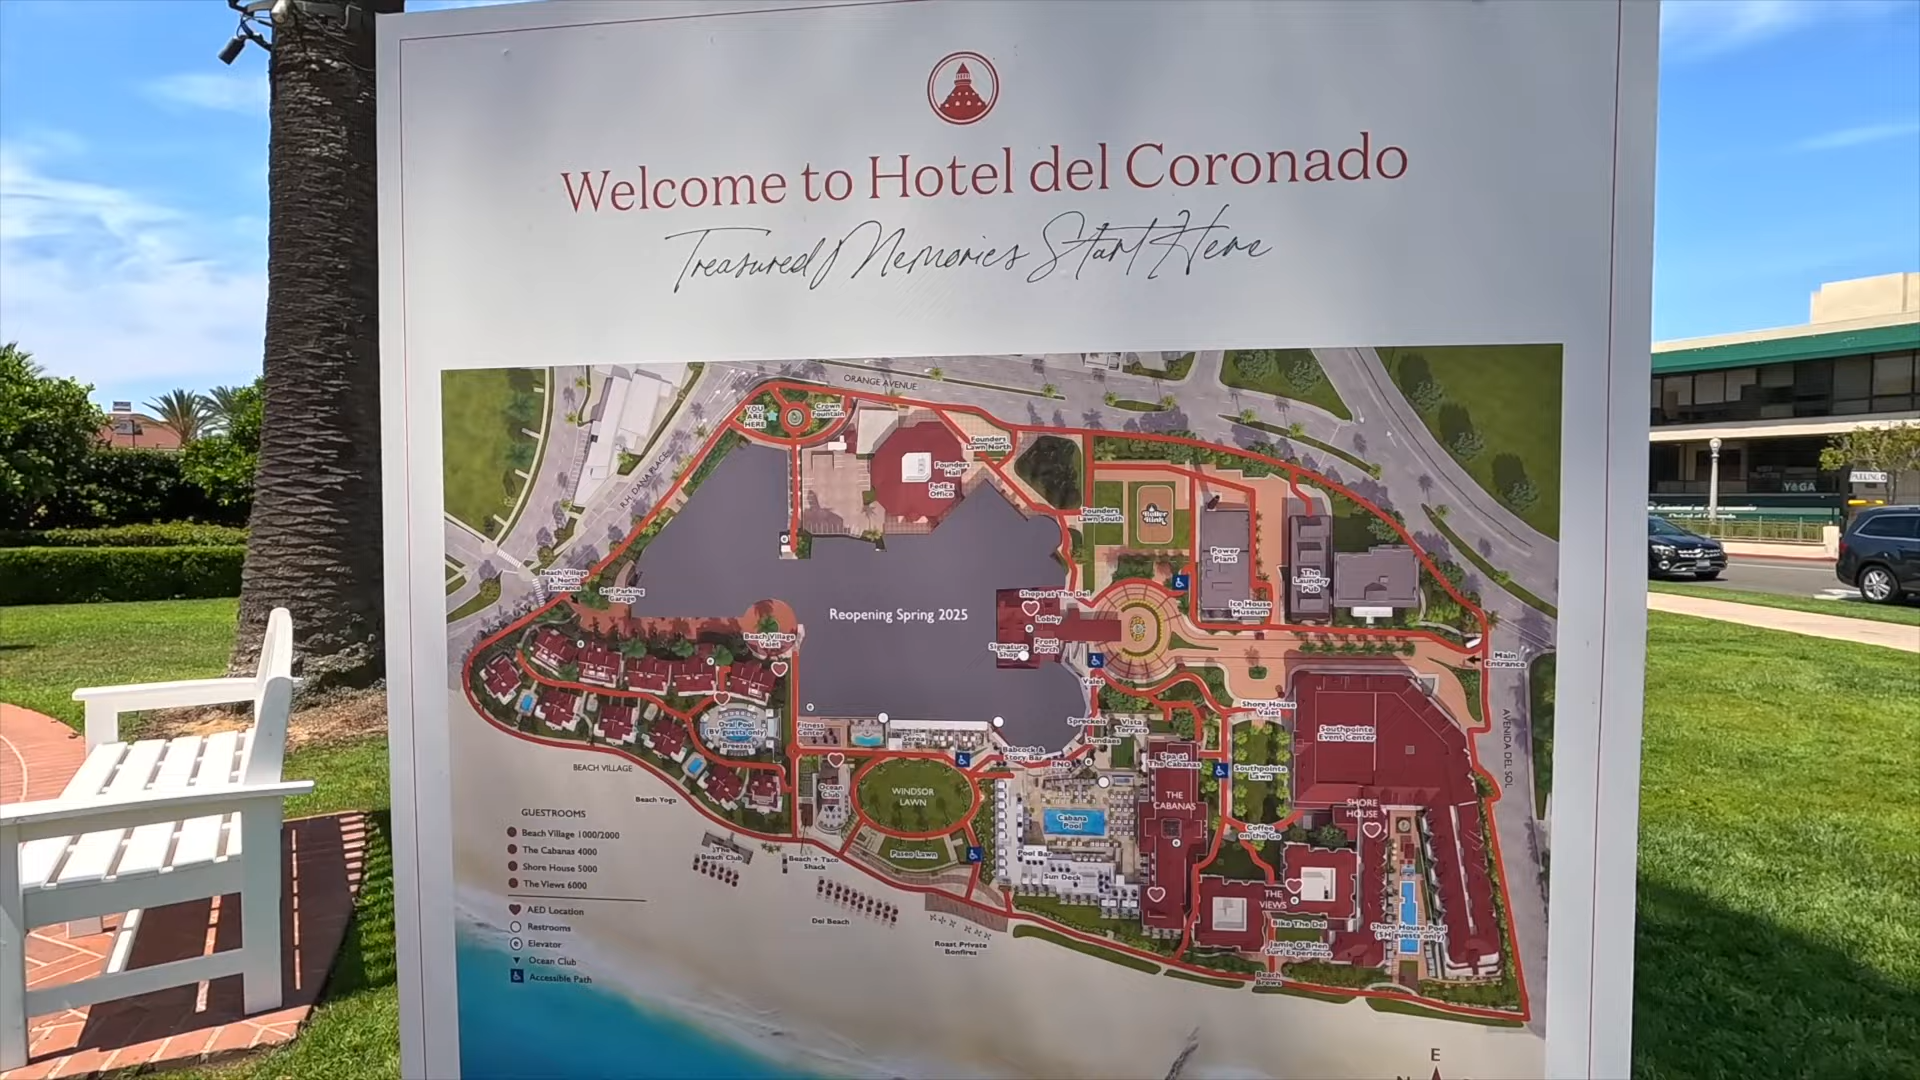 Welcome to Hotel del Coronado
Treasured Memories Start Here
ORANGE AVENUE
YOU
ARE
HERE
Crown
Fountain
R.H. DANA PLACE
Founders
Lawn North
Founders
Hall
FedEx
Office
Founders
Lawn South
Roller
Rink
Power
Plant
The
Laundry
Pub
Ice House
Museum
Beach Village
& North
Entrance
Self Parking
Garage
Reopening Spring 2025
Shops at The Del
Lobby
Front
Porch
Signature
Shop
Beach Village
Valet
Valet
Main
Entrance
AVENIDA DEL SOL
Shore House
Valet
Southpointe
Event Center
Oval Pool
(BV guests only)
Breezes
Fitness
Center
Serea
Spreckels
Sundaes
Vista
Terrace
Babcock &
Story Bar
ENO
Spa at
The Cabanas
Southpointe
Lawn
BEACH VILLAGE
Beach Yoga
Ocean
Club
WINDSOR
LAWN
Cabana
Pool
THE
CABANAS
SHORE
HOUSE
Coffee
on the Go
Paseo Lawn
Pool Bar
Sun Deck
The
Beach Club
Beach + Taco
Shack
Del Beach
Roast Private
Bonfires
THE
VIEWS
Bike The Del
Jamie O'Brien
Surf Experience
Shore House Pool
(SH guests only)
Beach
Brews
GUESTROOMS
Beach Village 1000/2000
The Cabanas 4000
Shore House 5000
The Views 6000
AED Location
Restrooms
Elevator
Ocean Club
Accessible Path
E
PARKING
YOGA